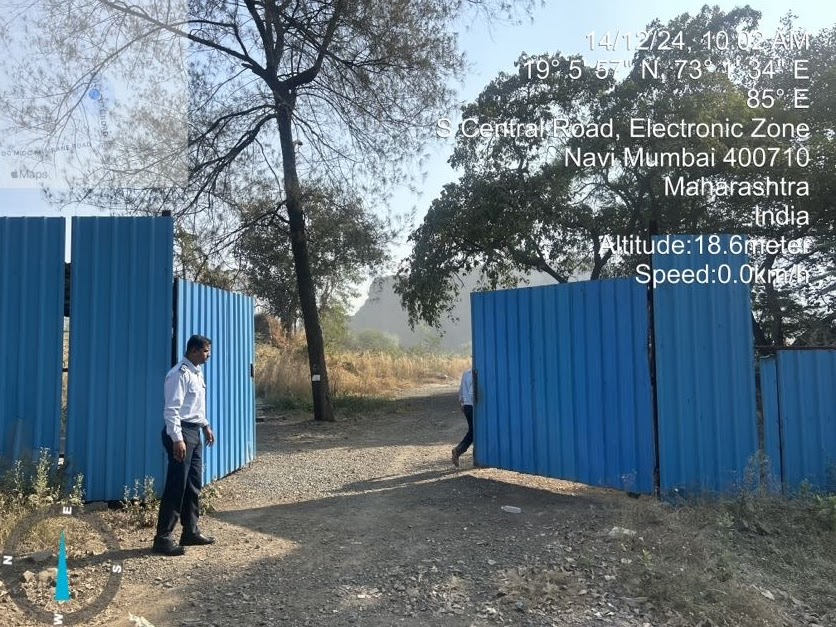 14/12/24, 10:02 AM
19° 5'57" N, 73° 1'34" E
85° E
S Central Road, Electronic Zone
Navi Mumbai 400710
Maharashtra
India
Altitude:18.6meter
Speed:0.0km/h
Maps
E
N
S
W